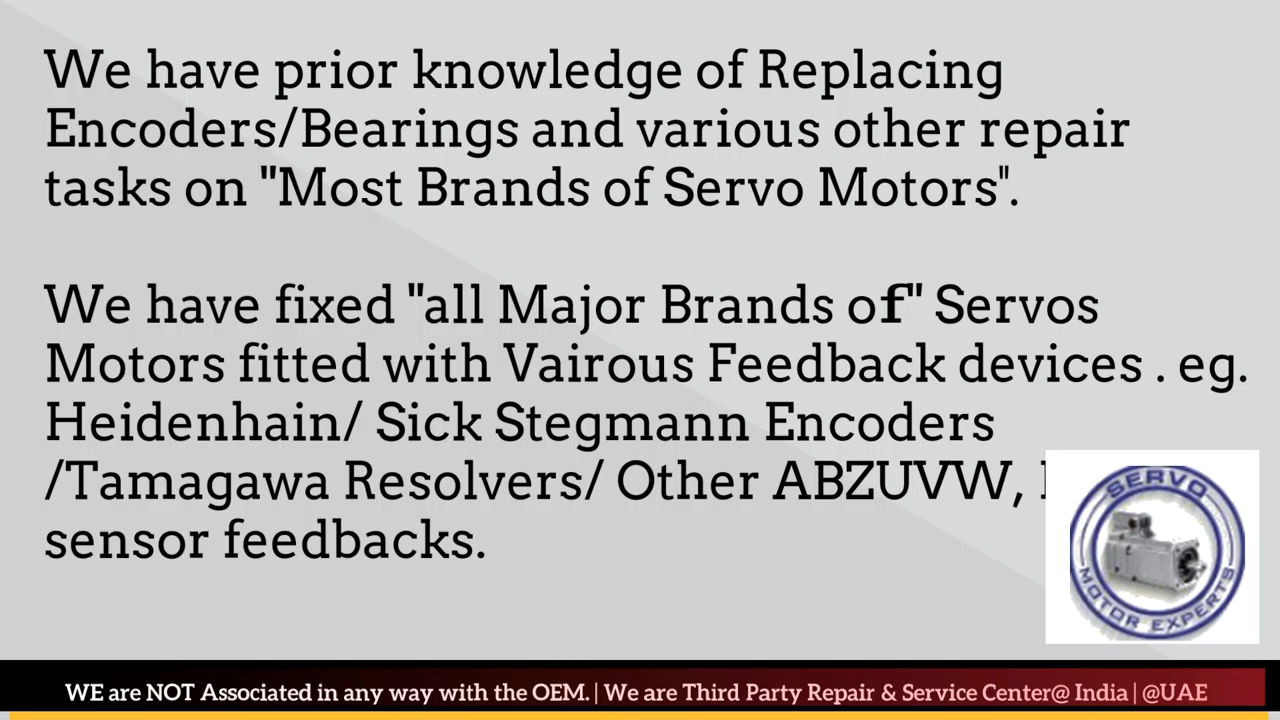 We have prior knowledge of Replacing
Encoders/Bearings and various other repair
tasks on "Most Brands of Servo Motors".
We have fixed "all Major Brands of" Servos
Motors fitted with Vairous Feedback devices . eg.
Heidenhain/ Sick Stegmann Encoders
/Tamagawa Resolvers/ Other ABZUVW,
sensor feedbacks.
SERVO
MOTOR EXPERTS
WE are NOT Associated in any way with the OEM. | We are Third Party Repair & Service Center@ India | @UAE